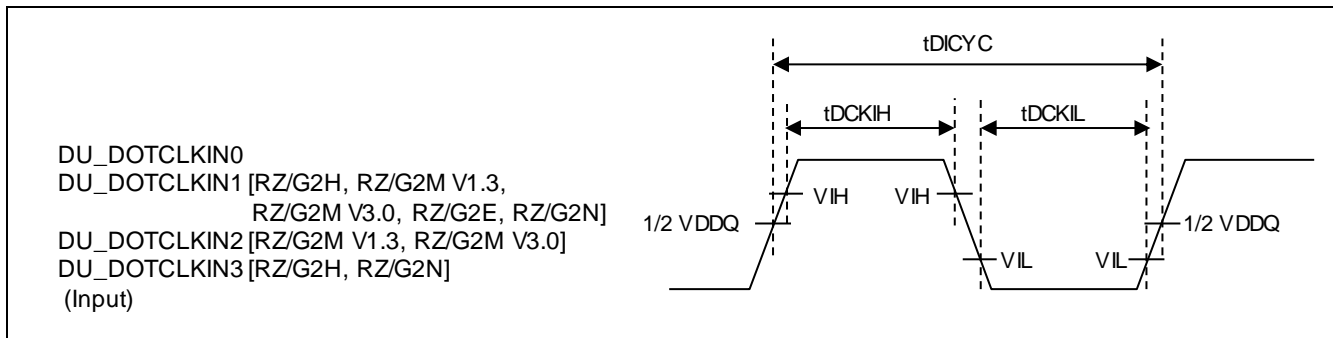 tDICYC
tDCKIH
tDCKIL
DU_DOTCLKIN0
DU_DOTCLKIN1 [RZ/G2H, RZ/G2M V1.3,
RZ/G2M V3.0, RZ/G2E, RZ/G2N]
DU_DOTCLKIN2 [RZ/G2M V1.3, RZ/G2M V3.0]
DU_DOTCLKIN3 [RZ/G2H, RZ/G2N]
(Input)
1/2 VDDQ
VIH
VIH
VIL
VIL
1/2 VDDQ